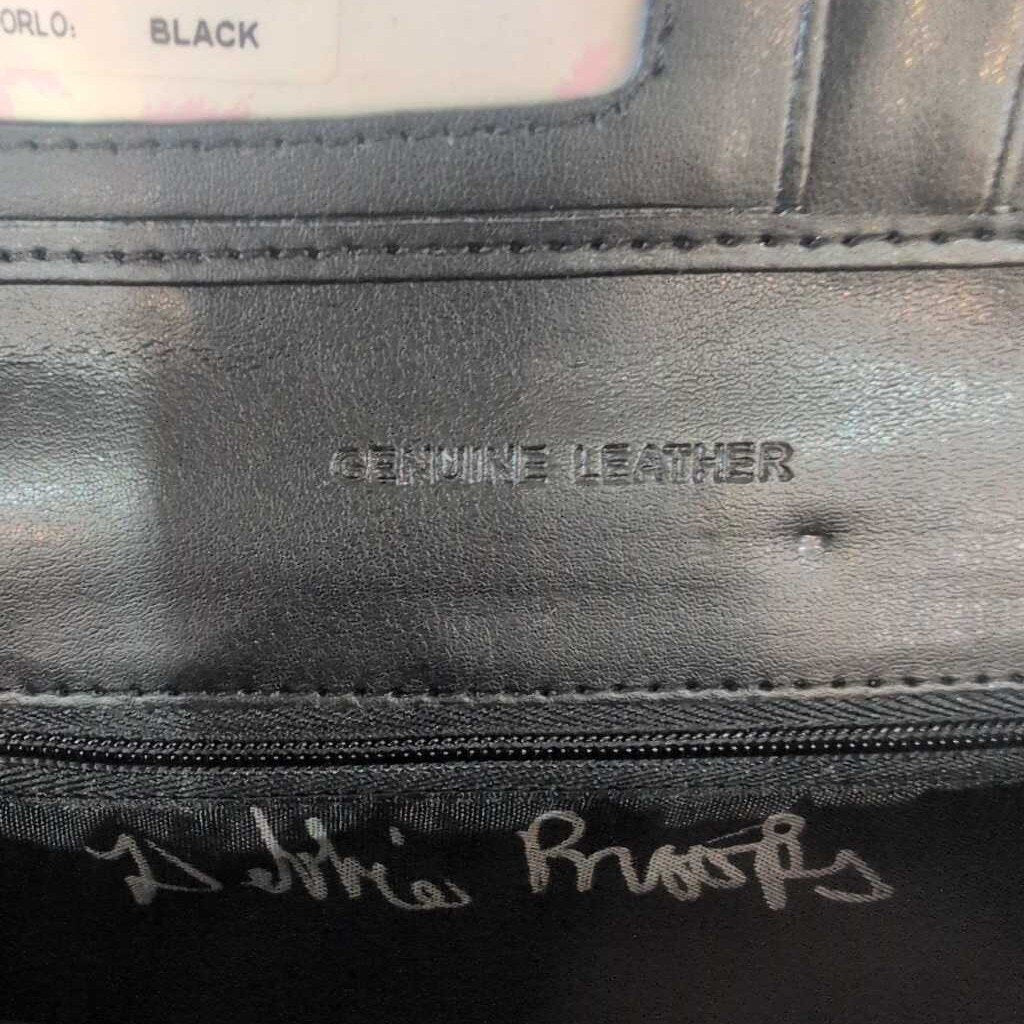 ORLO: BLACK
GENUINE LEATHER
Debbie Brooks